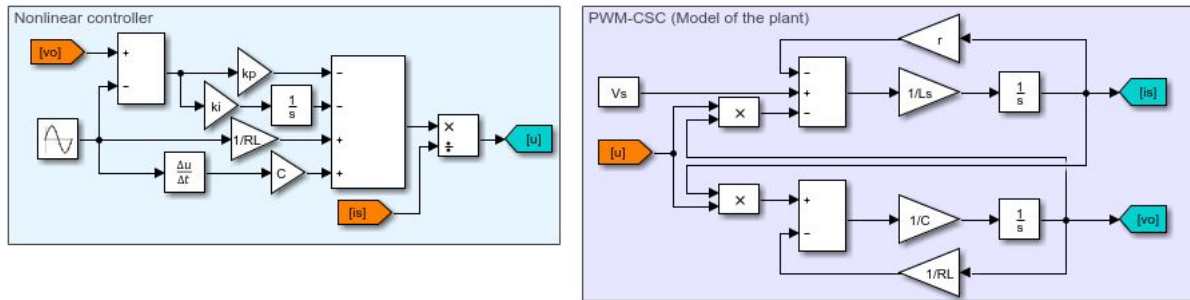 Nonlinear controller
[vo]
+
−
kp
ki
1
s
−
−
+
+
1/RL
Δu
Δt
C
[is]
×
÷
[u]
PWM-CSC (Model of the plant)
r
Vs
−
+
−
×
1/Ls
1
s
[is]
[u]
×
+
−
1/C
1
s
[vo]
1/RL